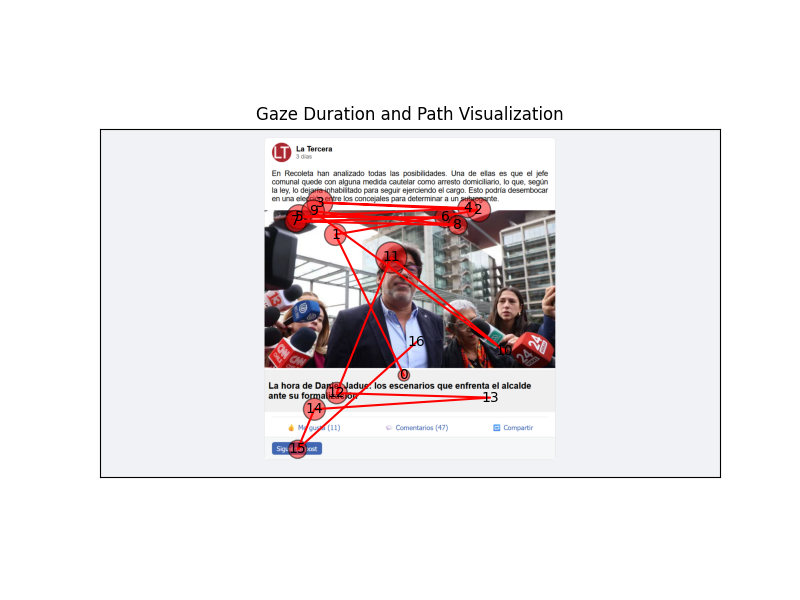 Gaze Duration and Path Visualization
LT
La Tercera
3 días
En Recoleta han analizado todas las posibilidades. Una de ellas es que el jefe
comunal quede con alguna medida cautelar como arresto domiciliario, lo que, según
la ley, lo dejaría inhabilitado para seguir ejerciendo el cargo. Esto podría desembocar
en una entre los concejales para determinar a un
3
9
4
2
5
7
6
8
1
11
13
CNN
CHILE
CNN
24
24
16
10
0
La hora de Daniel Jadue: los escenarios que enfrenta el alcalde
ante su
12
13
14
Me gusta (11)
Comentarios (47)
Compartir
15
post